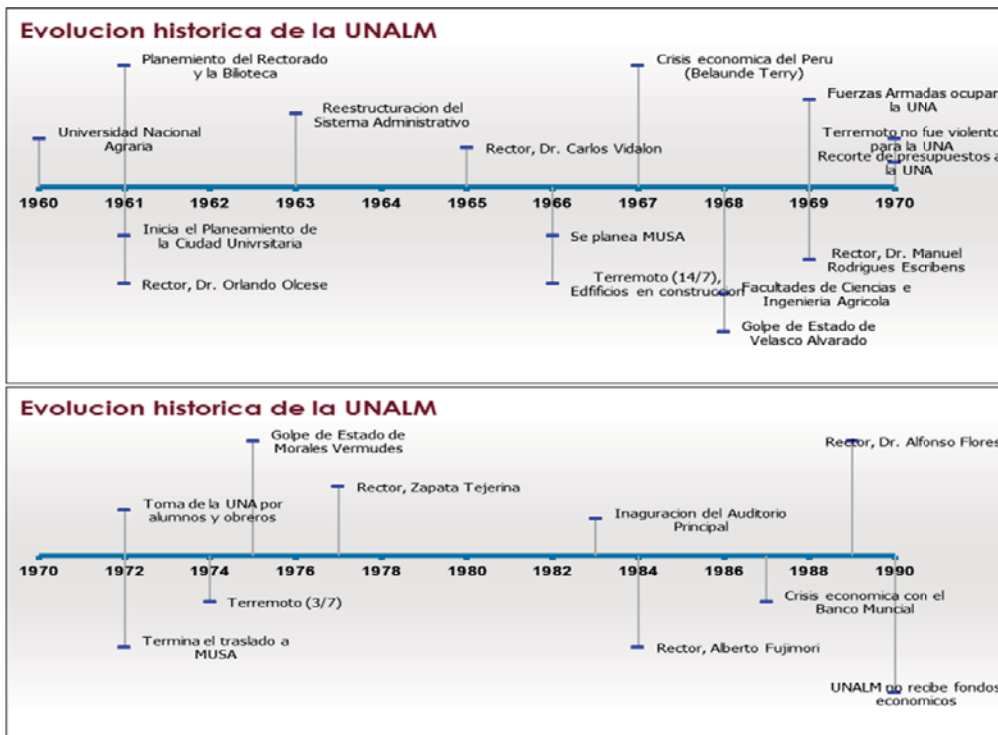 Evolucion historica de la UNALM
Planemiento del Rectorado
y la Bilioteca
Crisis economica del Peru
(Belaunde Terry)
Fuerzas Armadas ocupan
la UNA
Reestructuracion del
Sistema Administrativo
Universidad Nacional
Agraria
Rector, Dr. Carlos Vidalon
Terremoto no fue violento
para la UNA
Recorte de presupuestos a
la UNA
1960 1961 1962 1963 1964 1965 1966 1967 1968 1969 1970
Inicia el Planeamiento de
la Ciudad Univrsitaria
Se planea MUSA
Rector, Dr. Manuel
Rodrigues Escribens
Rector, Dr. Orlando Olcese
Terremoto (14/7),
Edfificios en construccion
Facultades de Ciencias e
Ingenieria Agricola
Golpe de Estado de
Velasco Alvarado
Evolucion historica de la UNALM
Golpe de Estado de
Morales Vermudes
Rector, Dr. Alfonso Flores
Rector, Zapata Tejerina
Toma de la UNA por
alumnos y obreros
Inaguracion del Auditorio
Principal
1970 1972 1974 1976 1978 1980 1982 1984 1986 1988 1990
Terremoto (3/7)
Crisis economica con el
Banco Muncial
Termina el traslado a
MUSA
Rector, Alberto Fujimori
UNALM no recibe fondos
economicos